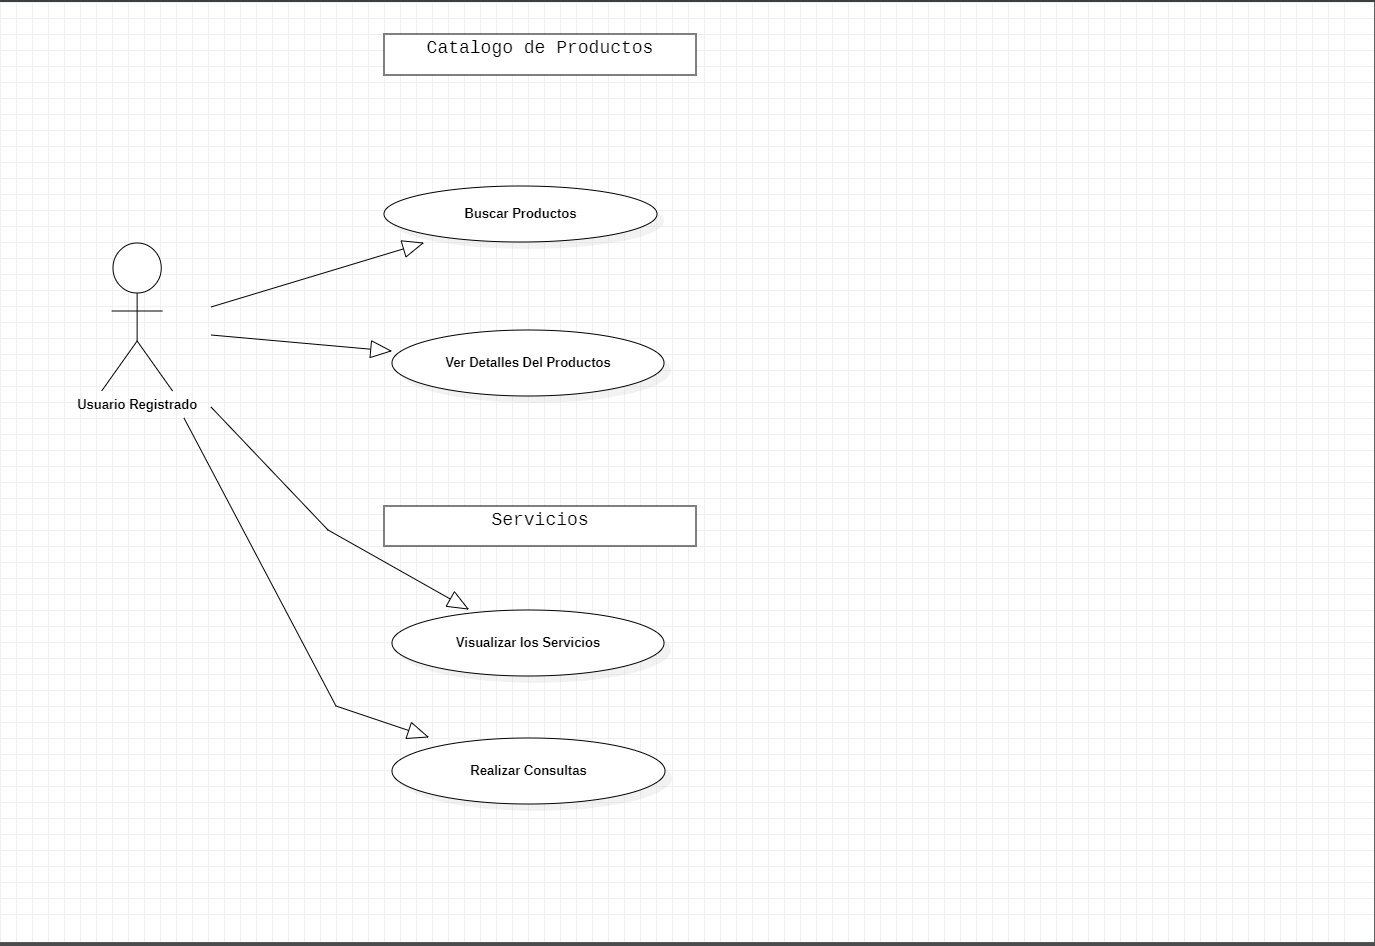 Catalogo de Productos
Buscar Productos
Ver Detalles Del Productos
Usuario Registrado
Servicios
Visualizar los Servicios
Realizar Consultas